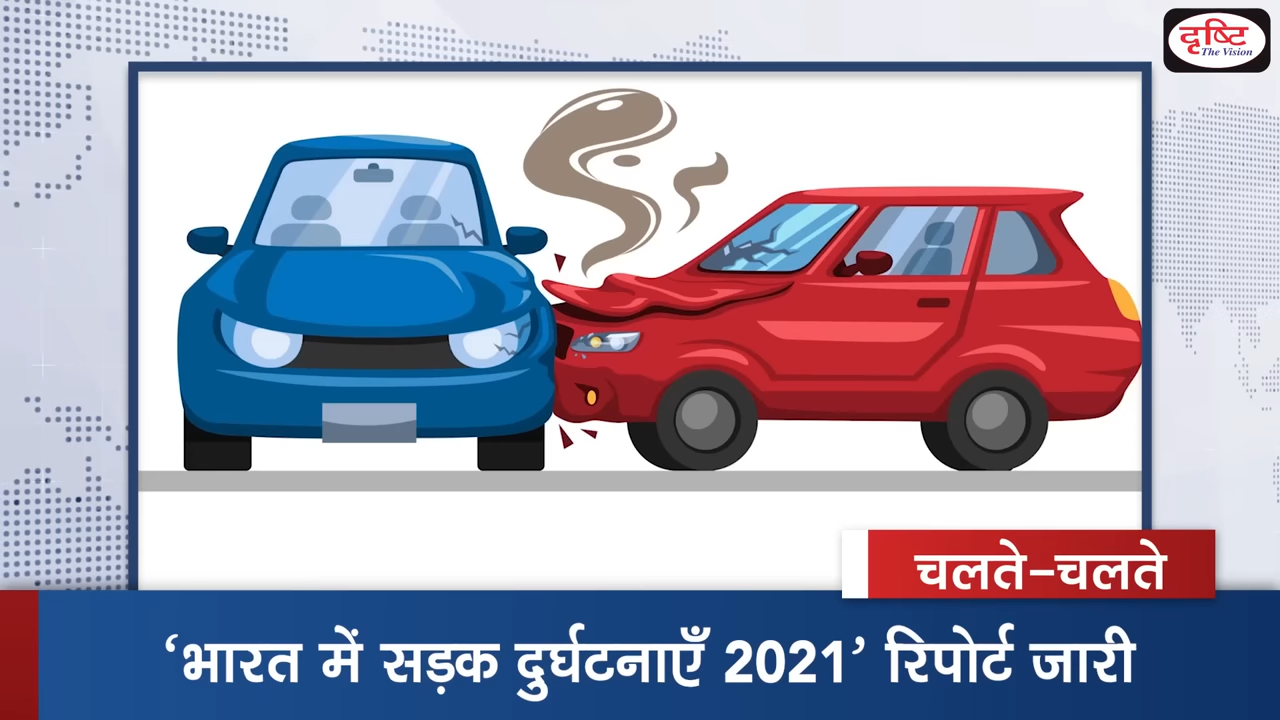 दृष्टि
The Vision
चलते-चलते
‘भारत में सड़क दुर्घटनाएँ 2021’ रिपोर्ट जारी